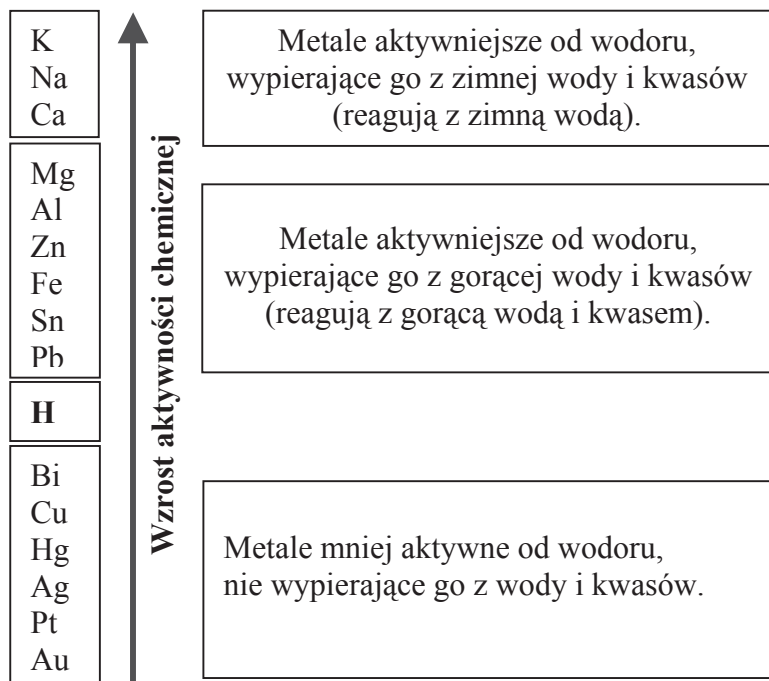 K
Na
Ca
Metale aktywniejsze od wodoru,
wypierające go z zimnej wody i kwasów
(reagują z zimną wodą).
Mg
Al
Zn
Fe
Sn
Pb
Metale aktywniejsze od wodoru,
wypierające go z gorącej wody i kwasów
(reagują z gorącą wodą i kwasem).
H
Bi
Cu
Hg
Ag
Pt
Au
Metale mniej aktywne od wodoru,
nie wypierające go z wody i kwasów.
Wzrost aktywności chemicznej